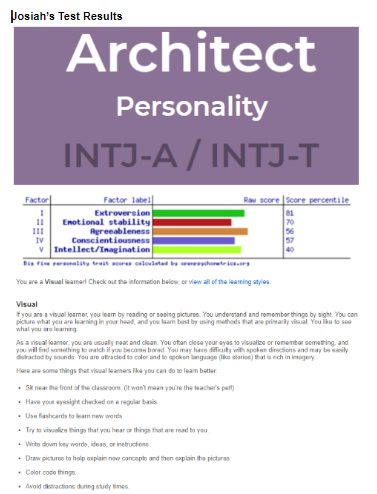 Josiah's Test Results
Architect
Personality
INTJ-A / INTJ-T
Factor Factor label Raw score Score percentile
I Extroversion 81
II Emotional stability 70
III Agreeableness 56
IV Conscientiousness 57
V Intellect/Imagination 40
Big five personality trait scores calculated by openpsychometrics.org
You are a Visual learner! Check out the information below, or view all of the learning styles.
Visual
If you are a visual learner, you learn by reading or seeing pictures. You understand and remember things by sight. You can
picture what you are learning in your head, and you learn best by using methods that are primarily visual. You like to see
what you are learning.
As a visual learner, you are usually neat and clean. You often close your eyes to visualize or remember something, and
you will find something to watch if you become bored. You may have difficulty with spoken directions and may be easily
distracted by sounds. You are attracted to color and to spoken language (like stories) that is rich in imagery.
Here are some things that visual learners like you can do to learn better:
• Sit near the front of the classroom. (It won't mean you're the teacher's pet!)
• Have your eyesight checked on a regular basis.
• Use flashcards to learn new words.
• Try to visualize things that you hear or things that are read to you.
• Write down key words, ideas, or instructions.
• Draw pictures to help explain new concepts and then explain the pictures.
• Color code things.
• Avoid distractions during study times.